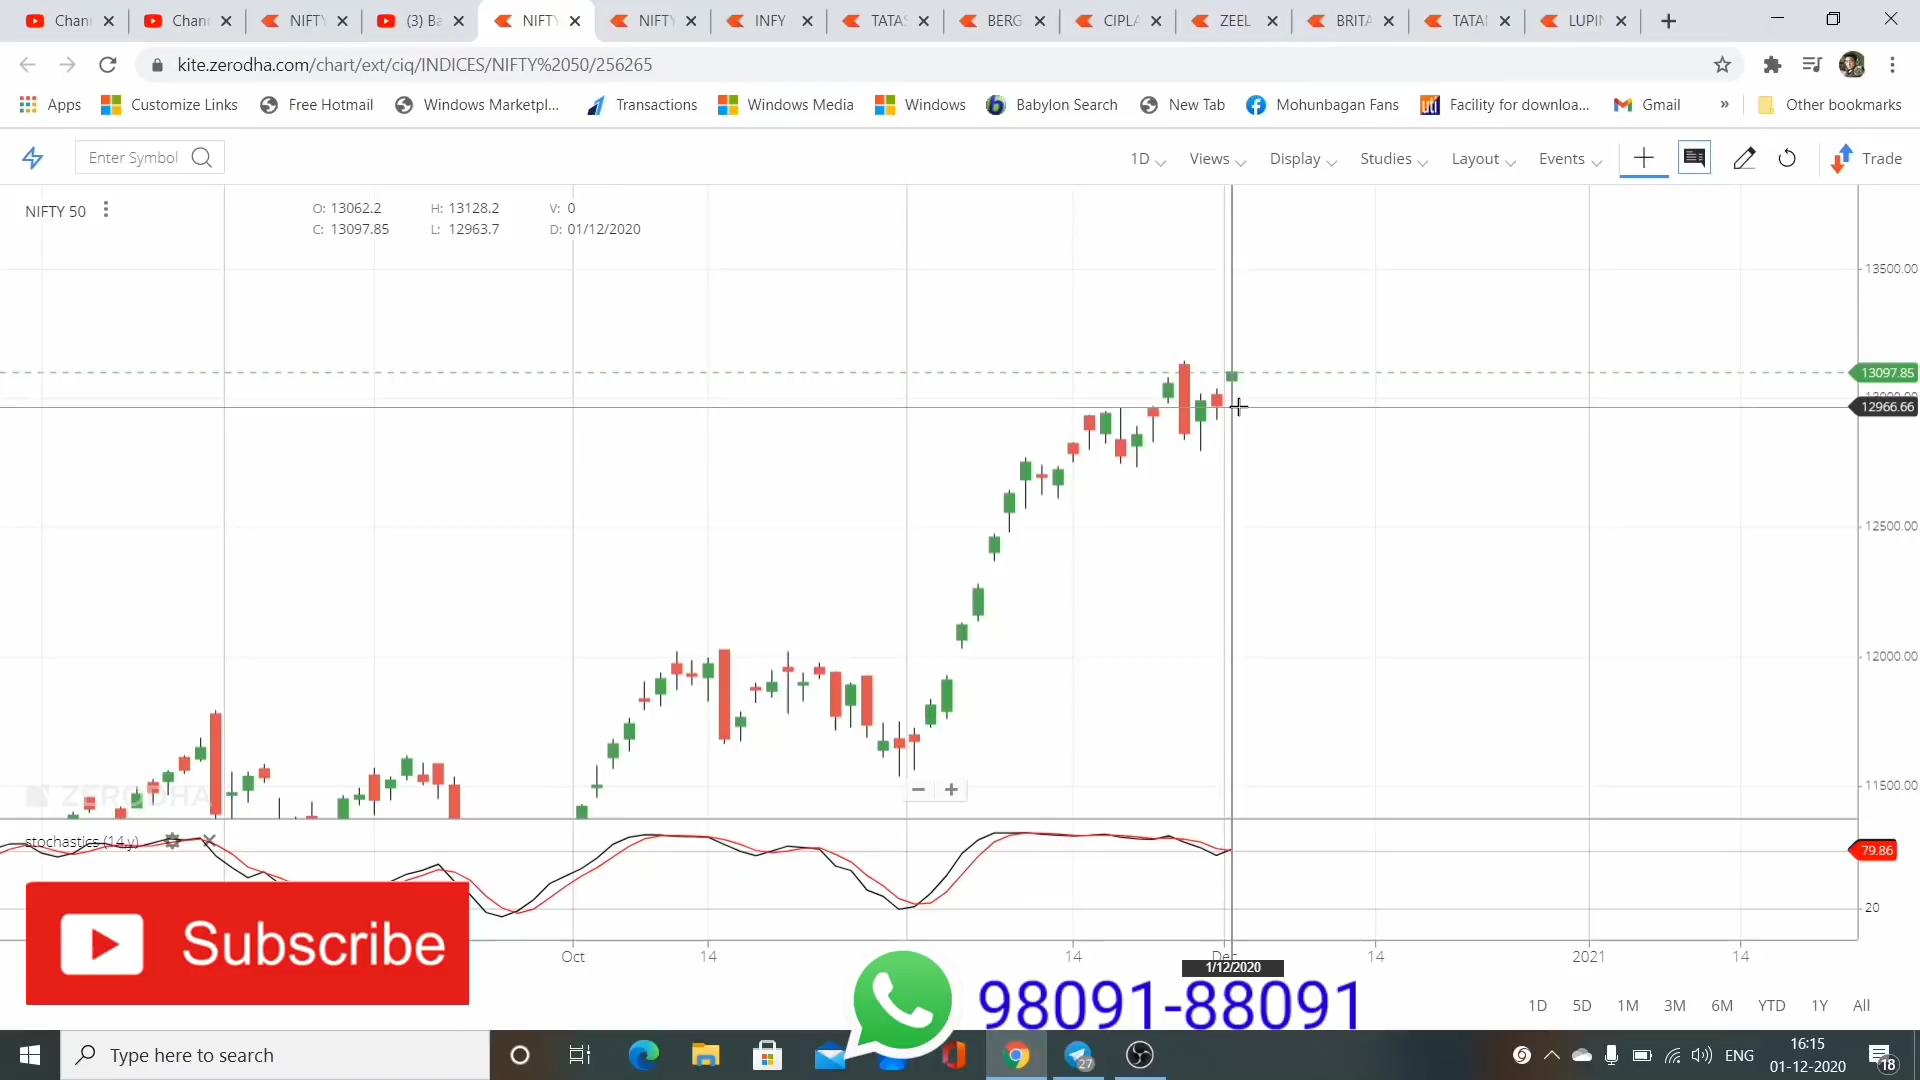 Chan Chan NIFTY (3) Ba NIFTY NIFTY INFY TATAS BERG CIPLA ZEEL BRITA TATA LUPIN
kite.zerodha.com/chart/ext/ciq/INDICES/NIFTY%2050/256265
Apps Customize Links Free Hotmail Windows Marketpl... Transactions Windows Media Windows Babylon Search New Tab Mohunbagan Fans uti Facility for downloa... Gmail » Other bookmarks
Enter Symbol 1D Views Display Studies Layout Events Trade
NIFTY 50
O: 13062.2 H: 13128.2 V: 0
C: 13097.85 L: 12963.7 D: 01/12/2020
13500.00
13097.85
12966.66
12500.00
12000.00
11500.00
ZERODHA
stochastics (14,y)
79.86
20
Subscribe
Oct 14 14 Dec 14 2021 14
1/12/2020
98091-88091
1D 5D 1M 3M 6M YTD 1Y All
Type here to search
27
ENG
16:15
01-12-2020
18